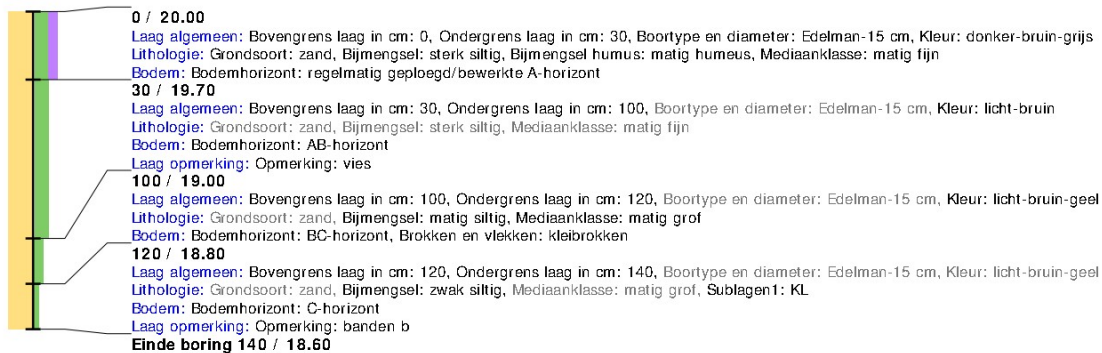 0 / 20.00
Laag algemeen: Bovengrens laag in cm: 0, Ondergrens laag in cm: 30, Boortype en diameter: Edelman-15 cm, Kleur: donker-bruin-grijs
Lithologie: Grondsoort: zand, Bijmengsel: sterk siltig, Bijmengsel humus: matig humeus, Mediaanklasse: matig fijn
Bodem: Bodemhorizont: regelmatig geploegd/bewerkte A-horizont
30 / 19.70
Laag algemeen: Bovengrens laag in cm: 30, Ondergrens laag in cm: 100, Boortype en diameter: Edelman-15 cm, Kleur: licht-bruin
Lithologie: Grondsoort: zand, Bijmengsel: sterk siltig, Mediaanklasse: matig fijn
Bodem: Bodemhorizont: AB-horizont
Laag opmerking: Opmerking: vies
100 / 19.00
Laag algemeen: Bovengrens laag in cm: 100, Ondergrens laag in cm: 120, Boortype en diameter: Edelman-15 cm, Kleur: licht-bruin-geel
Lithologie: Grondsoort: zand, Bijmengsel: matig siltig, Mediaanklasse: matig grof
Bodem: Bodemhorizont: BC-horizont, Brokken en vlekken: kleibrokken
120 / 18.80
Laag algemeen: Bovengrens laag in cm: 120, Ondergrens laag in cm: 140, Boortype en diameter: Edelman-15 cm, Kleur: licht-bruin-geel
Lithologie: Grondsoort: zand, Bijmengsel: zwak siltig, Mediaanklasse: matig grof, Sublagen1: KL
Bodem: Bodemhorizont: C-horizont
Laag opmerking: Opmerking: banden b
Einde boring 140 / 18.60